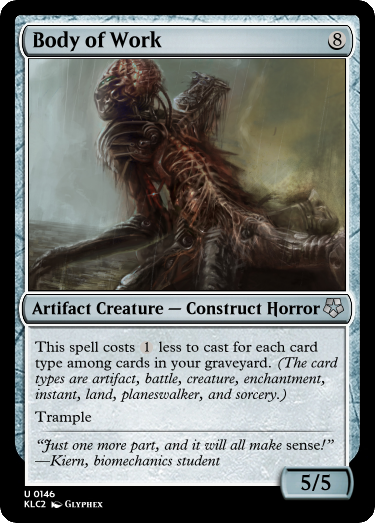 Body of Work 8
Artifact Creature — Construct Horror
This spell costs 1 less to cast for each card
type among cards in your graveyard. (The card
types are artifact, battle, creature, enchantment,
instant, land, planeswalker, and sorcery.)
Trample
“Just one more part, and it will all make sense!”
—Kiern, biomechanics student
5/5
U 0146
KLC2 Glyphex